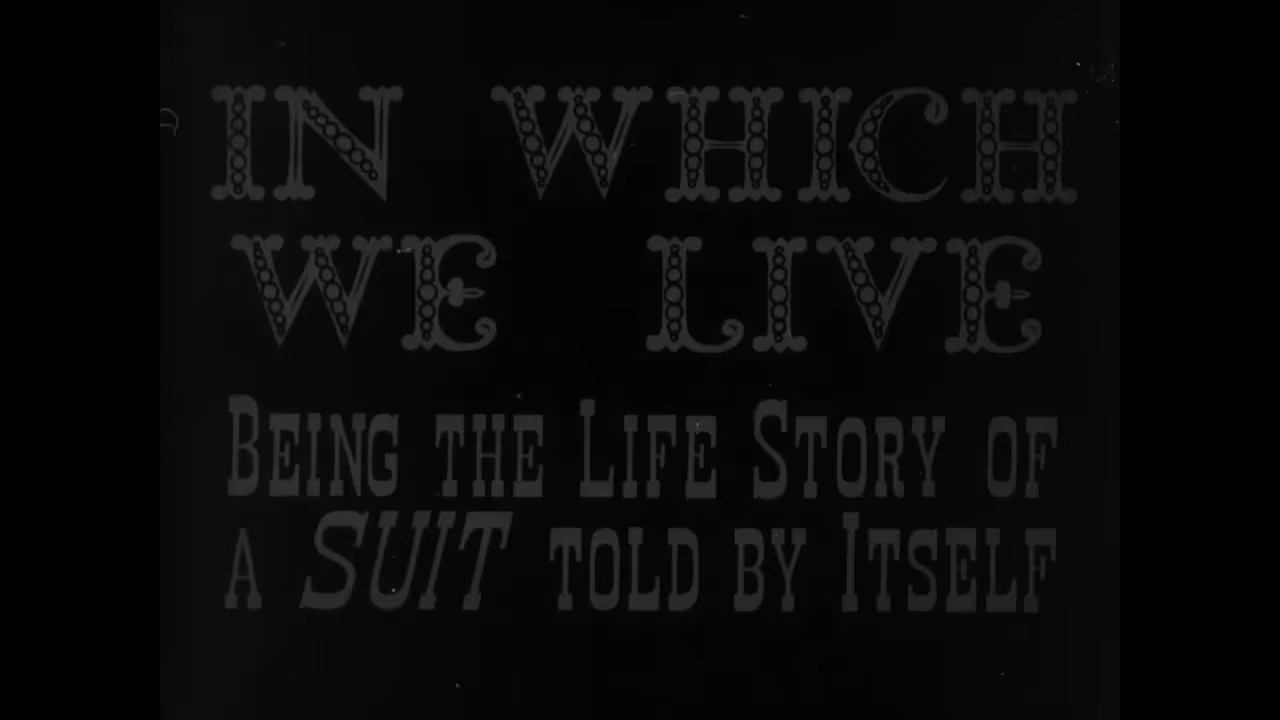 IN WHICH
WE LIVE
BEING THE LIFE STORY OF
A SUIT TOLD BY ITSELF